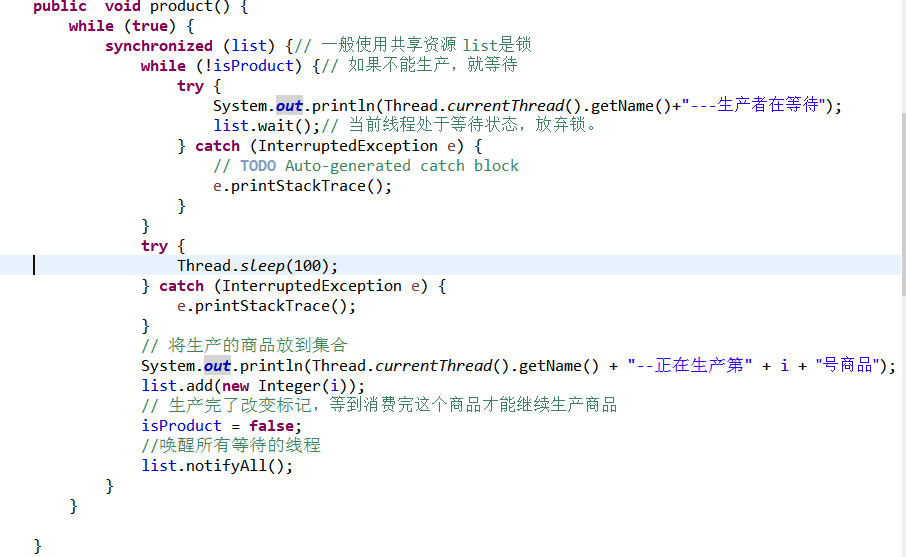 public  void product() {
while (true) {
synchronized (list) {// 一般使用共享资源 list是锁
while (!isProduct) {// 如果不能生产，就等待
try {
System.out.println(Thread.currentThread().getName()+"---生产者在等待");
list.wait();// 当前线程处于等待状态，放弃锁。
} catch (InterruptedException e) {
// TODO Auto-generated catch block
e.printStackTrace();
}
}
try {
Thread.sleep(100);
} catch (InterruptedException e) {
e.printStackTrace();
}
// 将生产的商品放到集合
System.out.println(Thread.currentThread().getName() + "--正在生产第" + i + "号商品");
list.add(new Integer(i));
// 生产完了改变标记，等到消费完这个商品才能继续生产商品
isProduct = false;
//唤醒所有等待的线程
list.notifyAll();
}
}
}